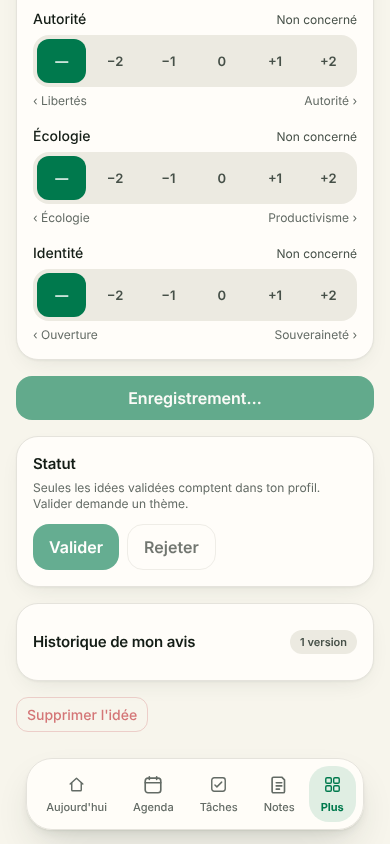 Autorité Non concerné
— −2 −1 0 +1 +2
‹ Libertés Autorité ›
Écologie Non concerné
— −2 −1 0 +1 +2
‹ Écologie Productivisme ›
Identité Non concerné
— −2 −1 0 +1 +2
‹ Ouverture Souveraineté ›
Enregistrement…
Statut
Seules les idées validées comptent dans ton profil.
Valider demande un thème.
Valider Rejeter
Historique de mon avis 1 version
Supprimer l'idée
Aujourd'hui Agenda Tâches Notes Plus